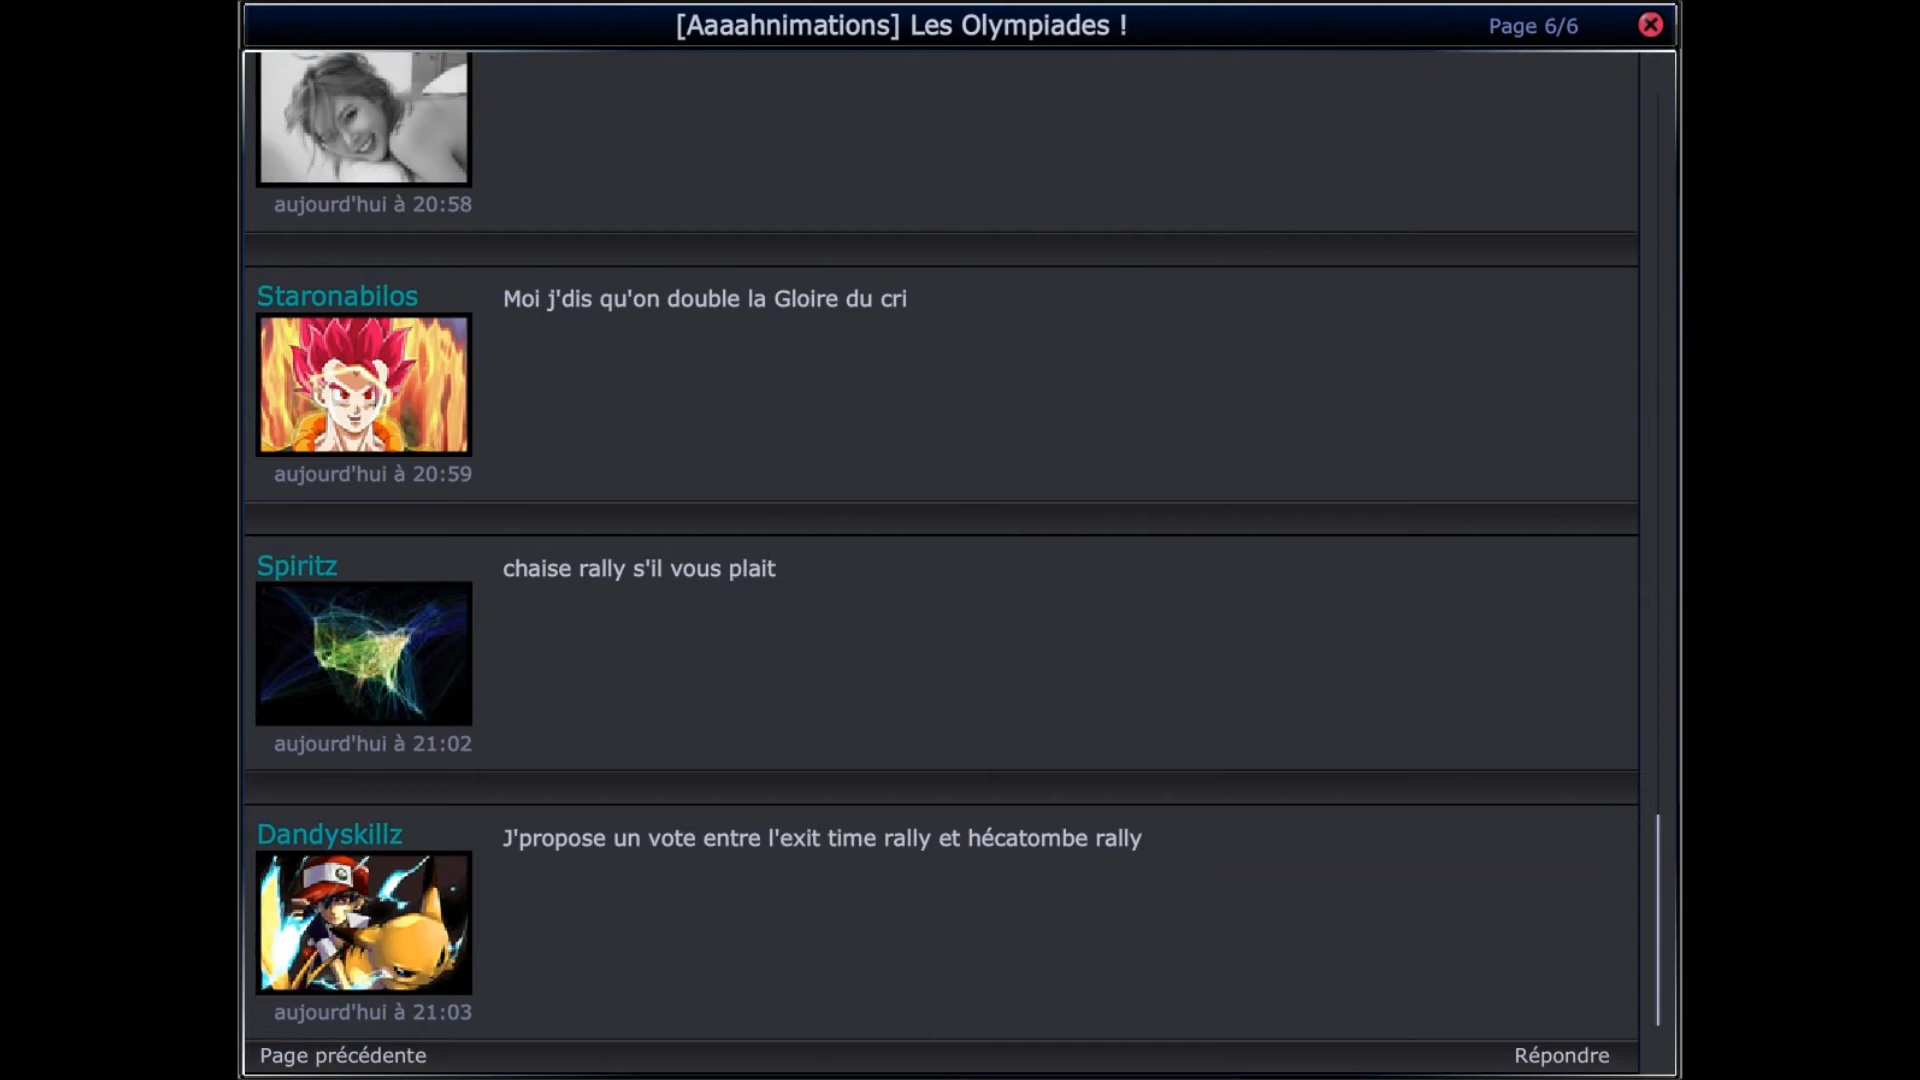 [Aaaahnimations] Les Olympiades !
Page 6/6
aujourd'hui à 20:58
Staronabilos
Moi j'dis qu'on double la Gloire du cri
aujourd'hui à 20:59
Spiritz
chaise rally s'il vous plait
aujourd'hui à 21:02
Dandyskillz
J'propose un vote entre l'exit time rally et hécatombe rally
aujourd'hui à 21:03
Page précédente
Répondre